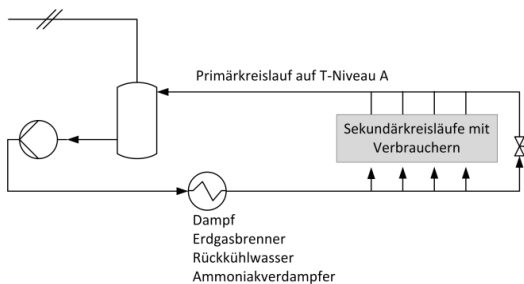 Primärkreislauf auf T-Niveau A
Sekundärkreisläufe mit
Verbrauchern
Dampf
Erdgasbrenner
Rückkühlwasser
Ammoniakverdampfer